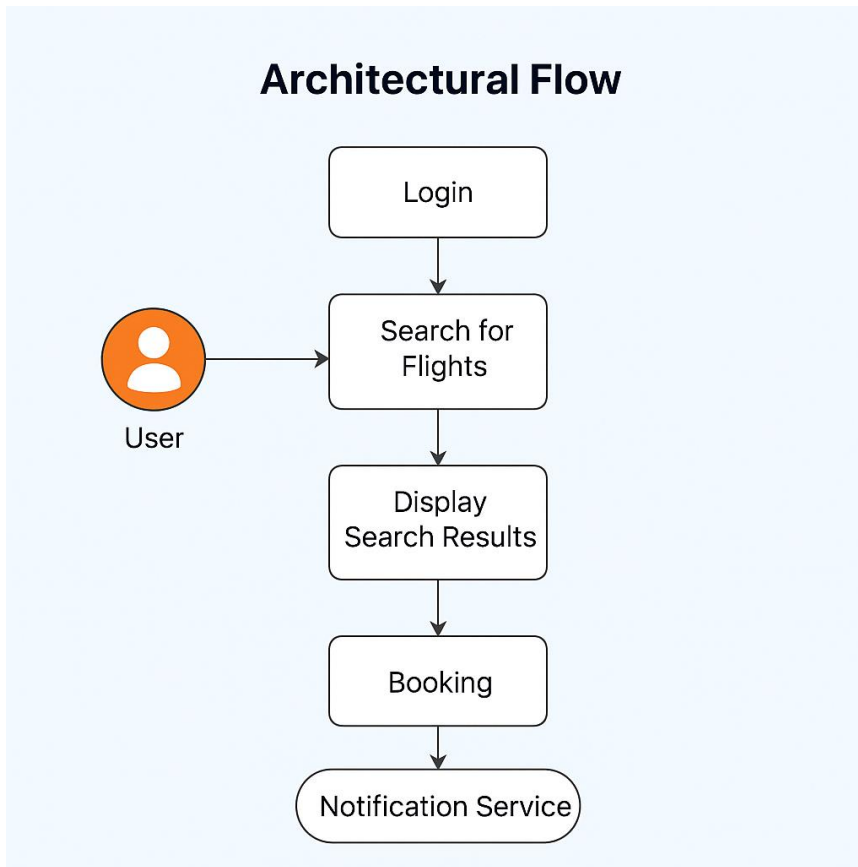 Architectural Flow
Login
Search for
Flights
User
Display
Search Results
Booking
Notification Service